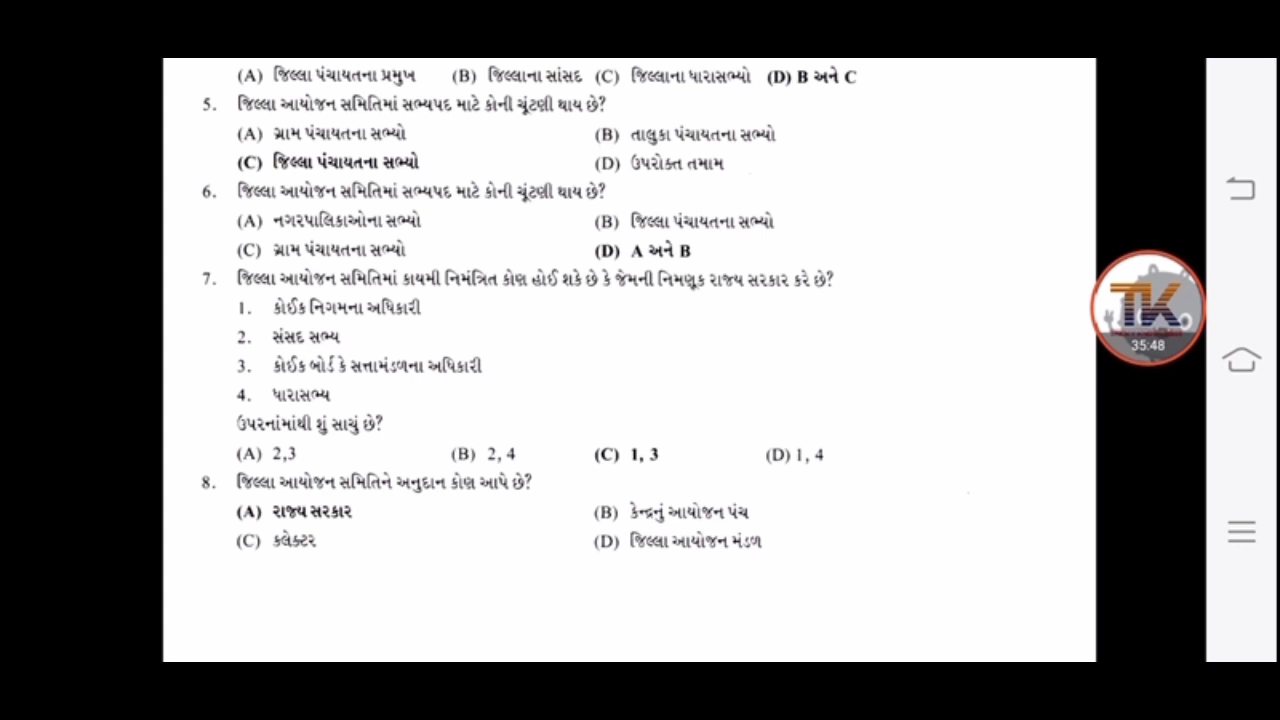 (A) જિલ્લા પંચાયતના પ્રમુખ (B) જિલ્લાના સાંસદ (C) જિલ્લાના ધારાસભ્યો (D) B અને C
5. જિલ્લા આયોજન સમિતિમાં સભ્યપદ માટે કોની ચૂંટણી થાય છે?
(A) ગ્રામ પંચાયતના સભ્યો (B) તાલુકા પંચાયતના સભ્યો
(C) જિલ્લા પંચાયતના સભ્યો (D) ઉપરોક્ત તમામ
6. જિલ્લા આયોજન સમિતિમાં સભ્યપદ માટે કોની ચૂંટણી થાય છે?
(A) નગરપાલિકાઓના સભ્યો (B) જિલ્લા પંચાયતના સભ્યો
(C) ગ્રામ પંચાયતના સભ્યો (D) A અને B
7. જિલ્લા આયોજન સમિતિમાં કાયમી નિમંત્રિત કોણ હોઈ શકે છે કે જેમની નિમણૂક રાજ્ય સરકાર કરે છે?
1. કોઈક નિગમના અધિકારી
2. સંસદ સભ્ય
3. કોઈક બોર્ડ કે સત્તામંડળના અધિકારી
4. ધારાસભ્ય
ઉપરનાંમાંથી શું સાચું છે?
(A) 2,3 (B) 2, 4 (C) 1, 3 (D) 1, 4
8. જિલ્લા આયોજન સમિતિને અનુદાન કોણ આપે છે?
(A) રાજ્ય સરકાર (B) કેન્દ્રનું આયોજન પંચ
(C) કલેક્ટર (D) જિલ્લા આયોજન મંડળ
TK
35:48